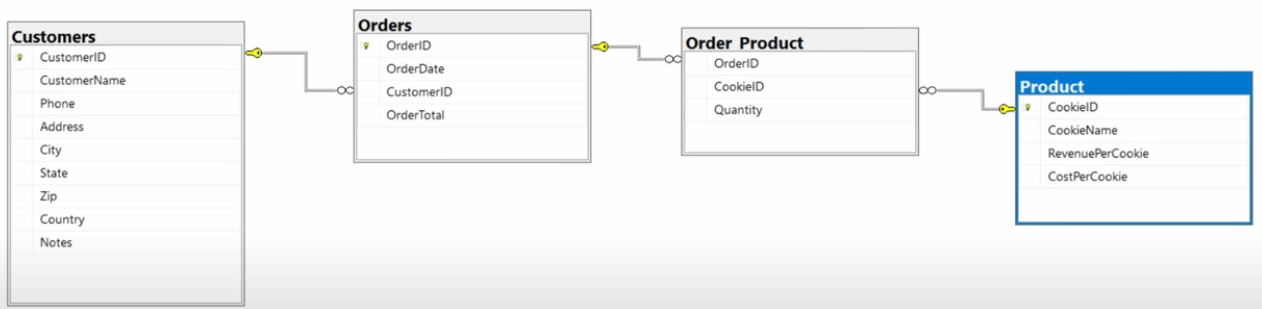 Customers
CustomerID
CustomerName
Phone
Address
City
State
Zip
Country
Notes
Orders
OrderID
OrderDate
CustomerID
OrderTotal
Order_Product
OrderID
CookieID
Quantity
Product
CookieID
CookieName
RevenuePerCookie
CostPerCookie